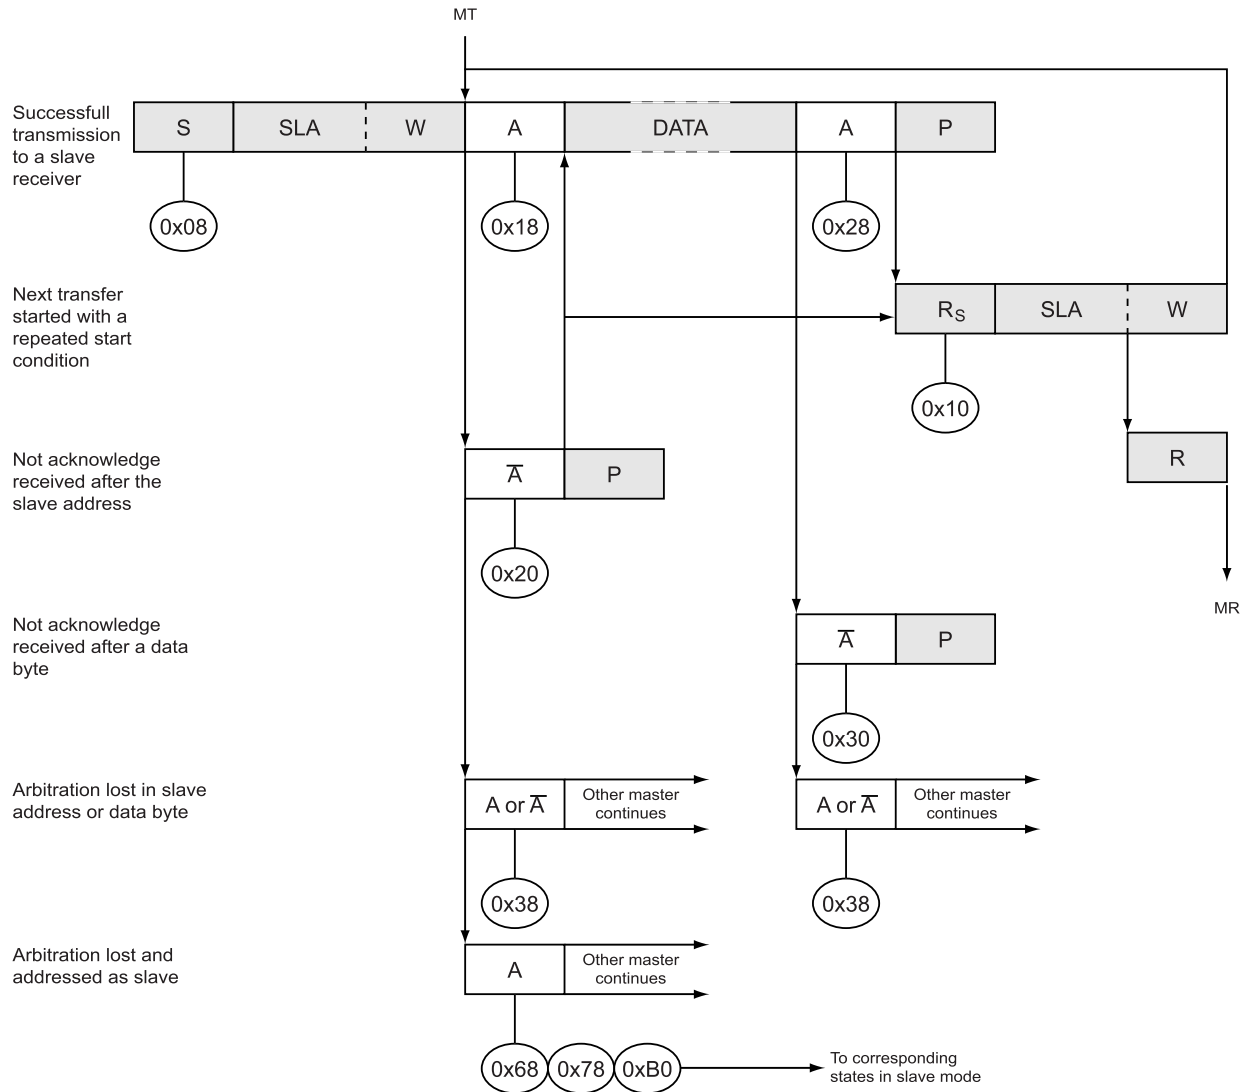 MT
Successfull
transmission
to a slave
receiver
S SLA W A DATA A P
0x08 0x18 0x28
Next transfer
started with a
repeated start
condition
RS SLA W
0x10
Not acknowledge
received after the
slave address
A̅ P
R
0x20
MR
Not acknowledge
received after a data
byte
A̅ P
0x30
Arbitration lost in slave
address or data byte
A or A̅
Other master
continues
A or A̅
Other master
continues
0x38 0x38
Arbitration lost and
addressed as slave
A
Other master
continues
0x68 0x78 0xB0
To corresponding
states in slave mode